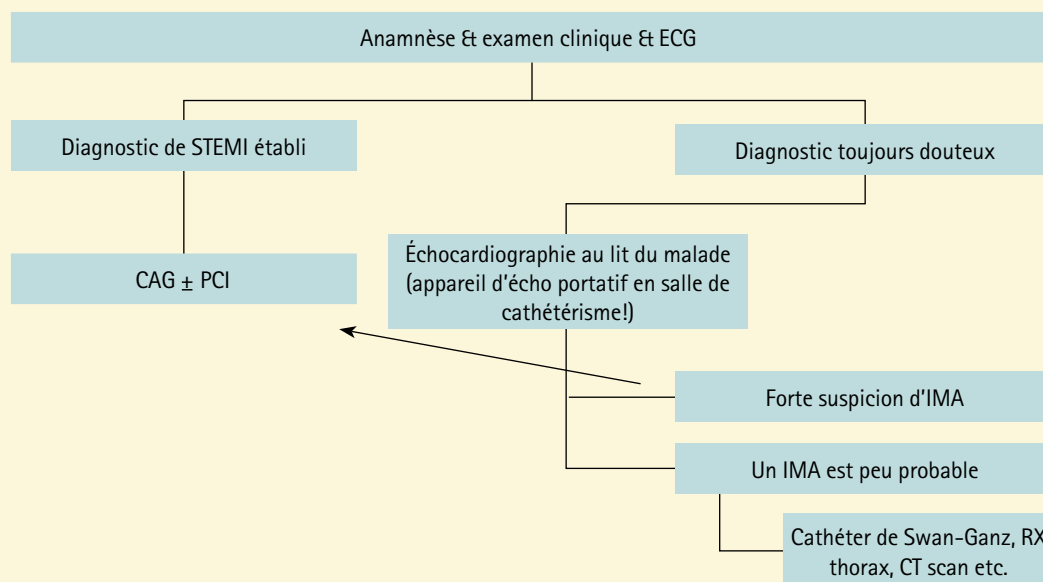 Anamnèse & examen clinique & ECG
Diagnostic de STEMI établi
Diagnostic toujours douteux
CAG ± PCI
Échocardiographie au lit du malade
(appareil d'écho portatif en salle de
cathétérisme!)
Forte suspicion d'IMA
Un IMA est peu probable
Cathéter de Swan-Ganz, RX
thorax, CT scan etc.